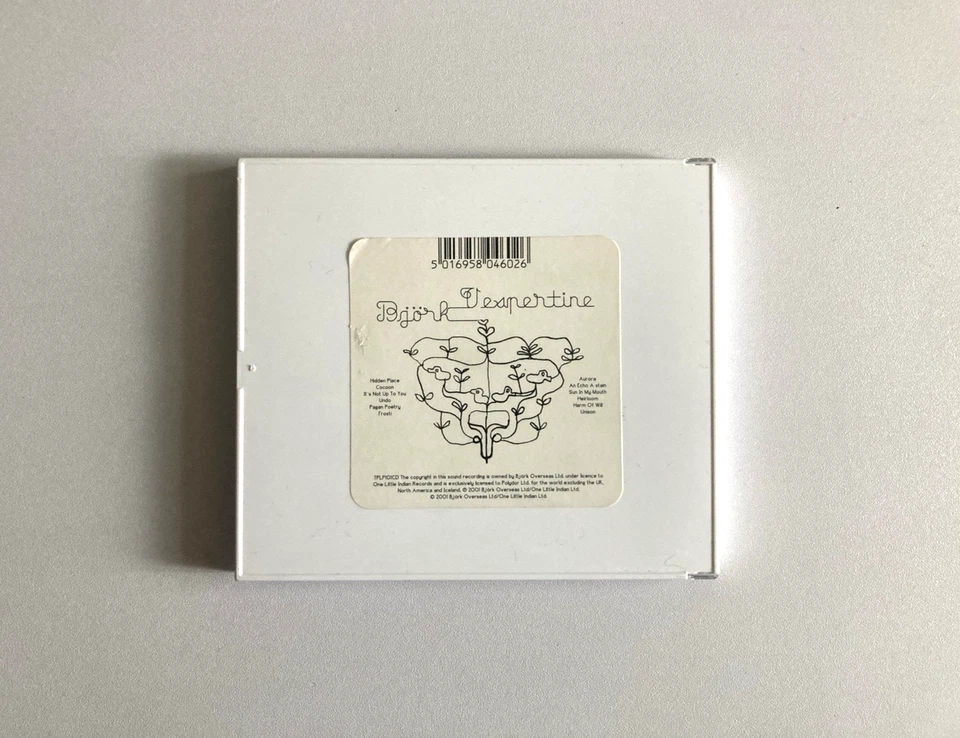 5 016958 046026
Björk Vespertine
Hidden Place
Cocoon
It's Not Up To You
Undo
Pagan Poetry
Frosti
Aurora
An Echo A stain
Sun In My Mouth
Heirloom
Harm Of Will
Unison
TPLP101CD The copyright in this sound recording is owned by Björk Overseas Ltd. under licence to
One Little Indian Records and is exclusively licensed to Polydor Ltd. for the world excluding the UK,
North America and Iceland. ℗ 2001 Björk Overseas Ltd/One Little Indian Ltd.
© 2001 Björk Overseas Ltd/One Little Indian Ltd.